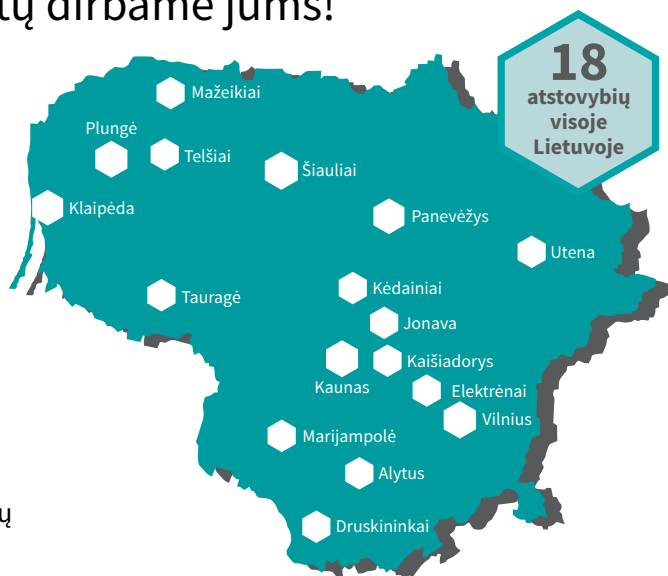 tų dirbame jums!
18
atstovybių
visoje
Lietuvoje
Mažeikiai
Plungė
Telšiai
Šiauliai
Klaipėda
Panevėžys
Utena
Kėdainiai
Tauragė
Jonava
Kaišiadorys
Kaunas
Elektrėnai
Vilnius
Marijampolė
Alytus
ų
Druskininkai